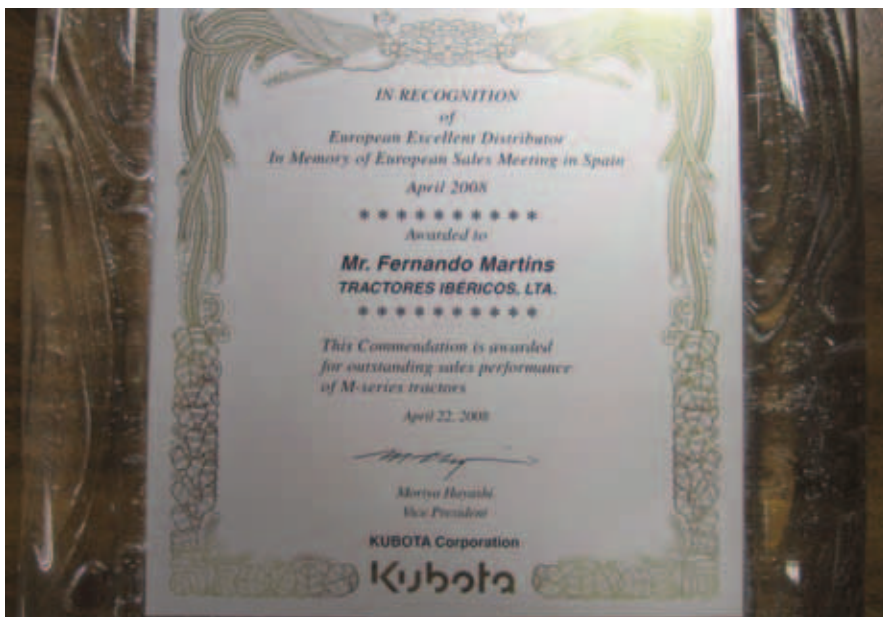 IN RECOGNITION
of
European Excellent Distributor
In Memory of European Sales Meeting in Spain
April 2008
* * * * * * * * * *
Awarded to
Mr. Fernando Martins
TRACTORES IBÉRICOS, LTA.
* * * * * * * * * *
This Commendation is awarded
for outstanding sales performance
of M-series tractors
April 22, 2008
Moriya Hayashi
Vice President
KUBOTA Corporation
Kubota